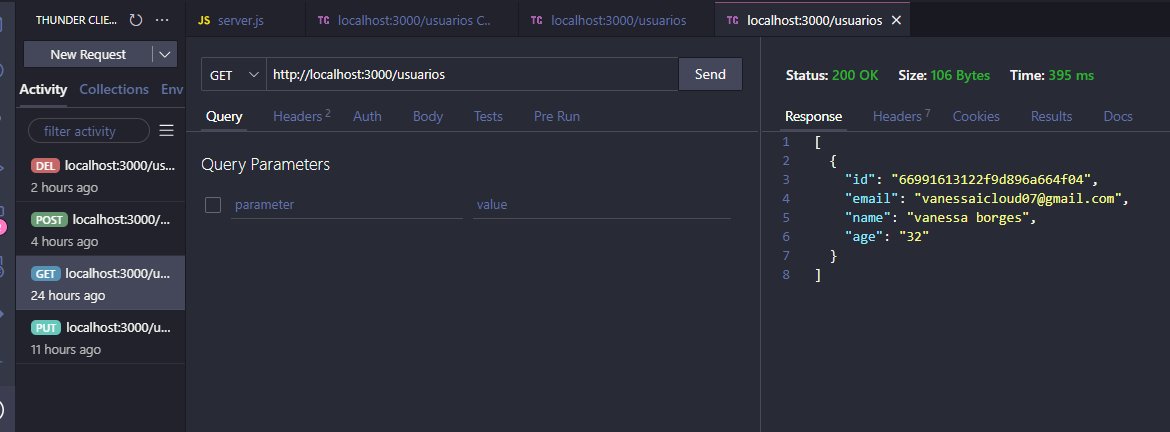 THUNDER CLIE...
New Request
Activity Collections Env
filter activity
DEL localhost:3000/us...
2 hours ago
POST localhost:3000/...
4 hours ago
GET localhost:3000/u...
24 hours ago
PUT localhost:3000/u...
11 hours ago
JS server.js
TC localhost:3000/usuarios C...
TC localhost:3000/usuarios
TC localhost:3000/usuarios
GET http://localhost:3000/usuarios Send
Query Headers 2 Auth Body Tests Pre Run
Query Parameters
parameter value
Status: 200 OK Size: 106 Bytes Time: 395 ms
Response Headers 7 Cookies Results Docs
1 [
2 {
3 "id": "66991613122f9d896a664f04",
4 "email": "vanessaicloud07@gmail.com",
5 "name": "vanessa borges",
6 "age": "32"
7 }
8 ]